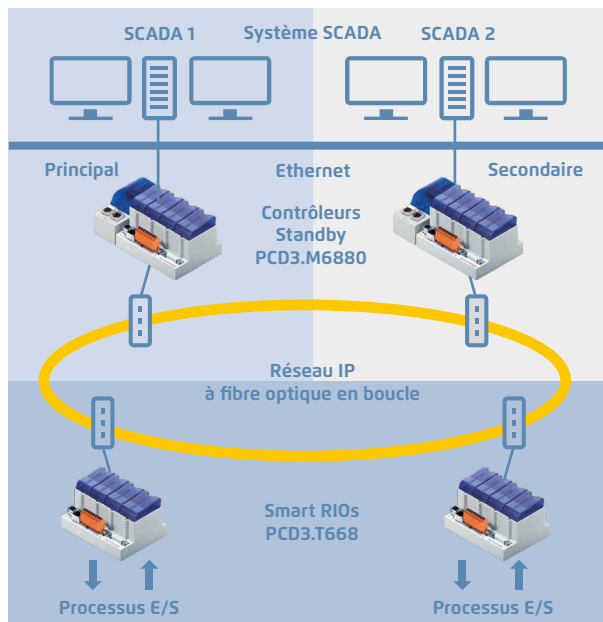 SCADA 1
Système SCADA
SCADA 2
Principal
Ethernet
Secondaire
Contrôleurs
Standby
PCD3.M6880
Réseau IP
à fibre optique en boucle
Smart RIOs
PCD3.T668
Processus E/S
Processus E/S